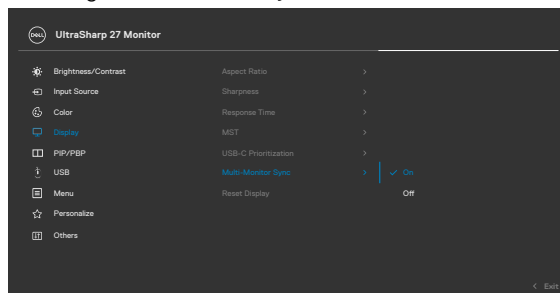 DELL UltraSharp 27 Monitor
Brightness/Contrast Aspect Ratio >
Input Source Sharpness >
Color Response Time >
Display MST >
PIP/PBP USB-C Prioritization >
USB Multi-Monitor Sync > ✓ On
Menu Reset Display Off
Personalize
Others
< Exit